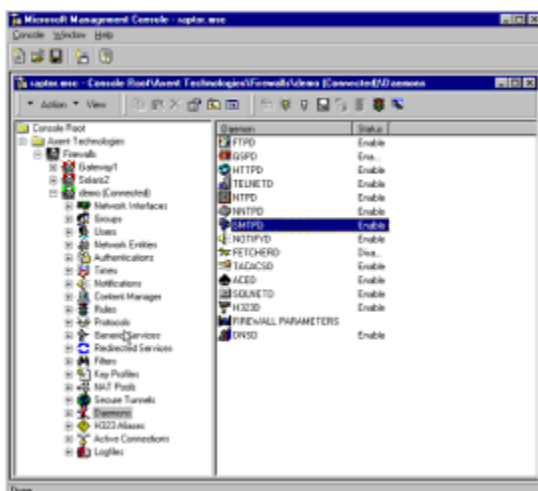 Microsoft Management Console - raptor.msc
Console Window Help
raptor.msc - Console Root\Axent Technologies\Firewalls\demo (Connected)\Daemons
Action View
Console Root
Axent Technologies
Firewalls
Gateway1
Solaris2
demo (Connected)
Network Interfaces
Groups
Users
Network Entities
Authentications
Times
Notifications
Content Manager
Rules
Protocols
Generic Services
Redirected Services
Filters
Key Profiles
NAT Pools
Secure Tunnels
Daemons
H323 Aliases
Active Connections
Logfiles
Daemon Status
FTPD Enable
GSPD Ena...
HTTPD Enable
TELNETD Enable
NTPD Enable
NNTPD Enable
SMTPD Enable
NOTIFYD Enable
FETCHERD Disa...
TACACSD Enable
ACED Enable
SQLNETD Enable
H323D Enable
FIREWALL PARAMETERS
DNSD Enable
Done